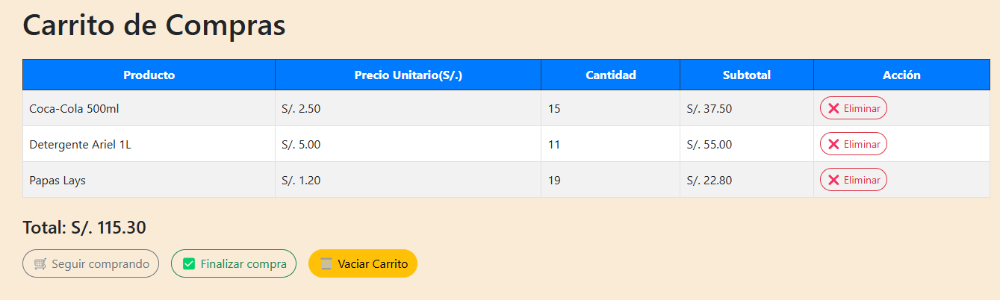 Carrito de Compras
Producto Precio Unitario(S/.) Cantidad Subtotal Acción
Coca-Cola 500ml S/. 2.50 15 S/. 37.50 ❌ Eliminar
Detergente Ariel 1L S/. 5.00 11 S/. 55.00 ❌ Eliminar
Papas Lays S/. 1.20 19 S/. 22.80 ❌ Eliminar
Total: S/. 115.30
🛒 Seguir comprando ✅ Finalizar compra 🗑️ Vaciar Carrito